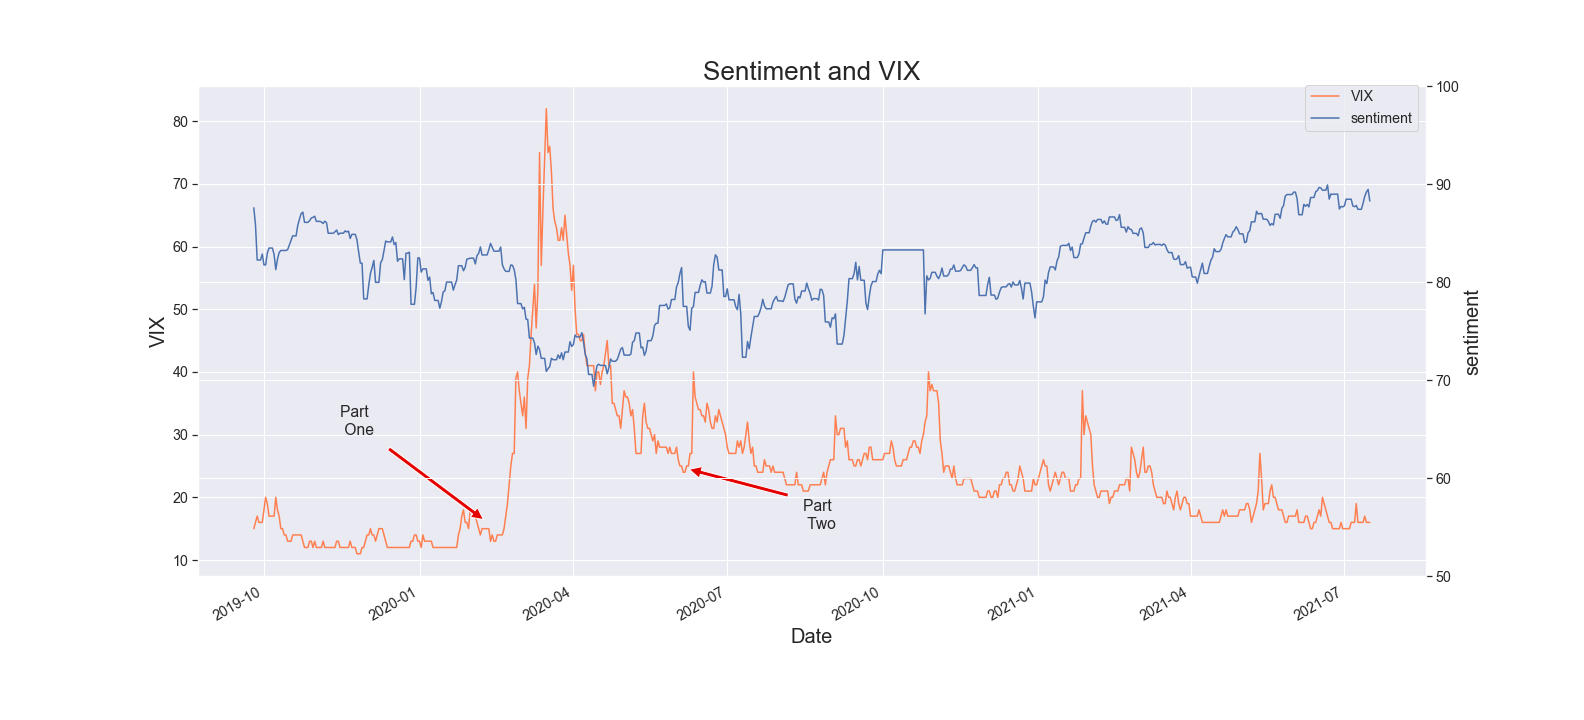 Sentiment and VIX
VIX
sentiment
100
90
80
70
60
50
80
70
60
50
40
30
20
10
VIX
sentiment
Part
One
Part
Two
2019-10
2020-01
2020-04
2020-07
2020-10
2021-01
2021-04
2021-07
Date